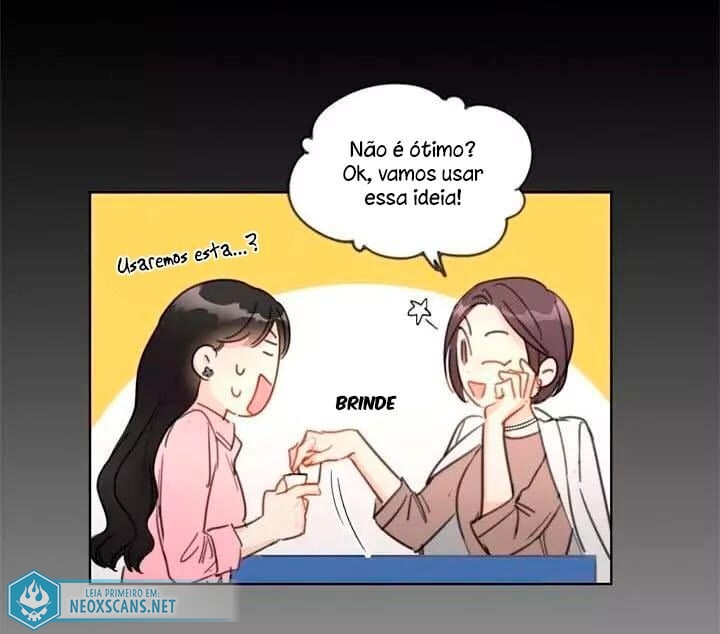 Não é ótimo?
Ok, vamos usar
essa ideia!
Usaremos esta...?
BRINDE
LEIA PRIMEIRO EM:
NEOXSCANS.NET